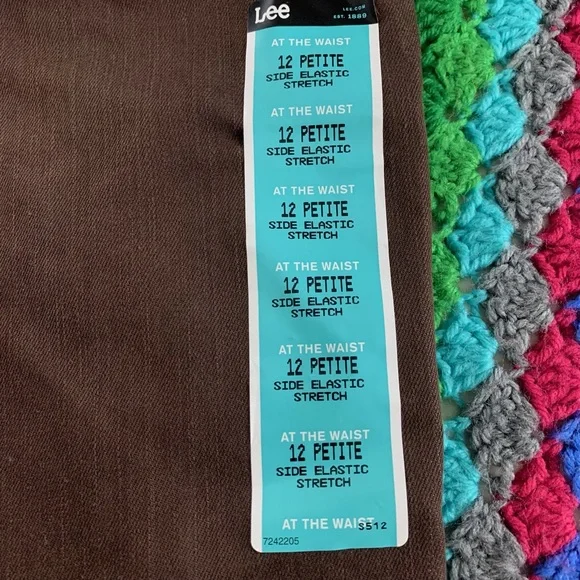 Lee
LEE.COM
EST. 1889
AT THE WAIST
12 PETITE
SIDE ELASTIC
STRETCH
AT THE WAIST
12 PETITE
SIDE ELASTIC
STRETCH
AT THE WAIST
12 PETITE
SIDE ELASTIC
STRETCH
AT THE WAIST
12 PETITE
SIDE ELASTIC
STRETCH
AT THE WAIST
12 PETITE
SIDE ELASTIC
STRETCH
AT THE WAIST
12 PETITE
SIDE ELASTIC
STRETCH
AT THE WAIST
3512
7242205